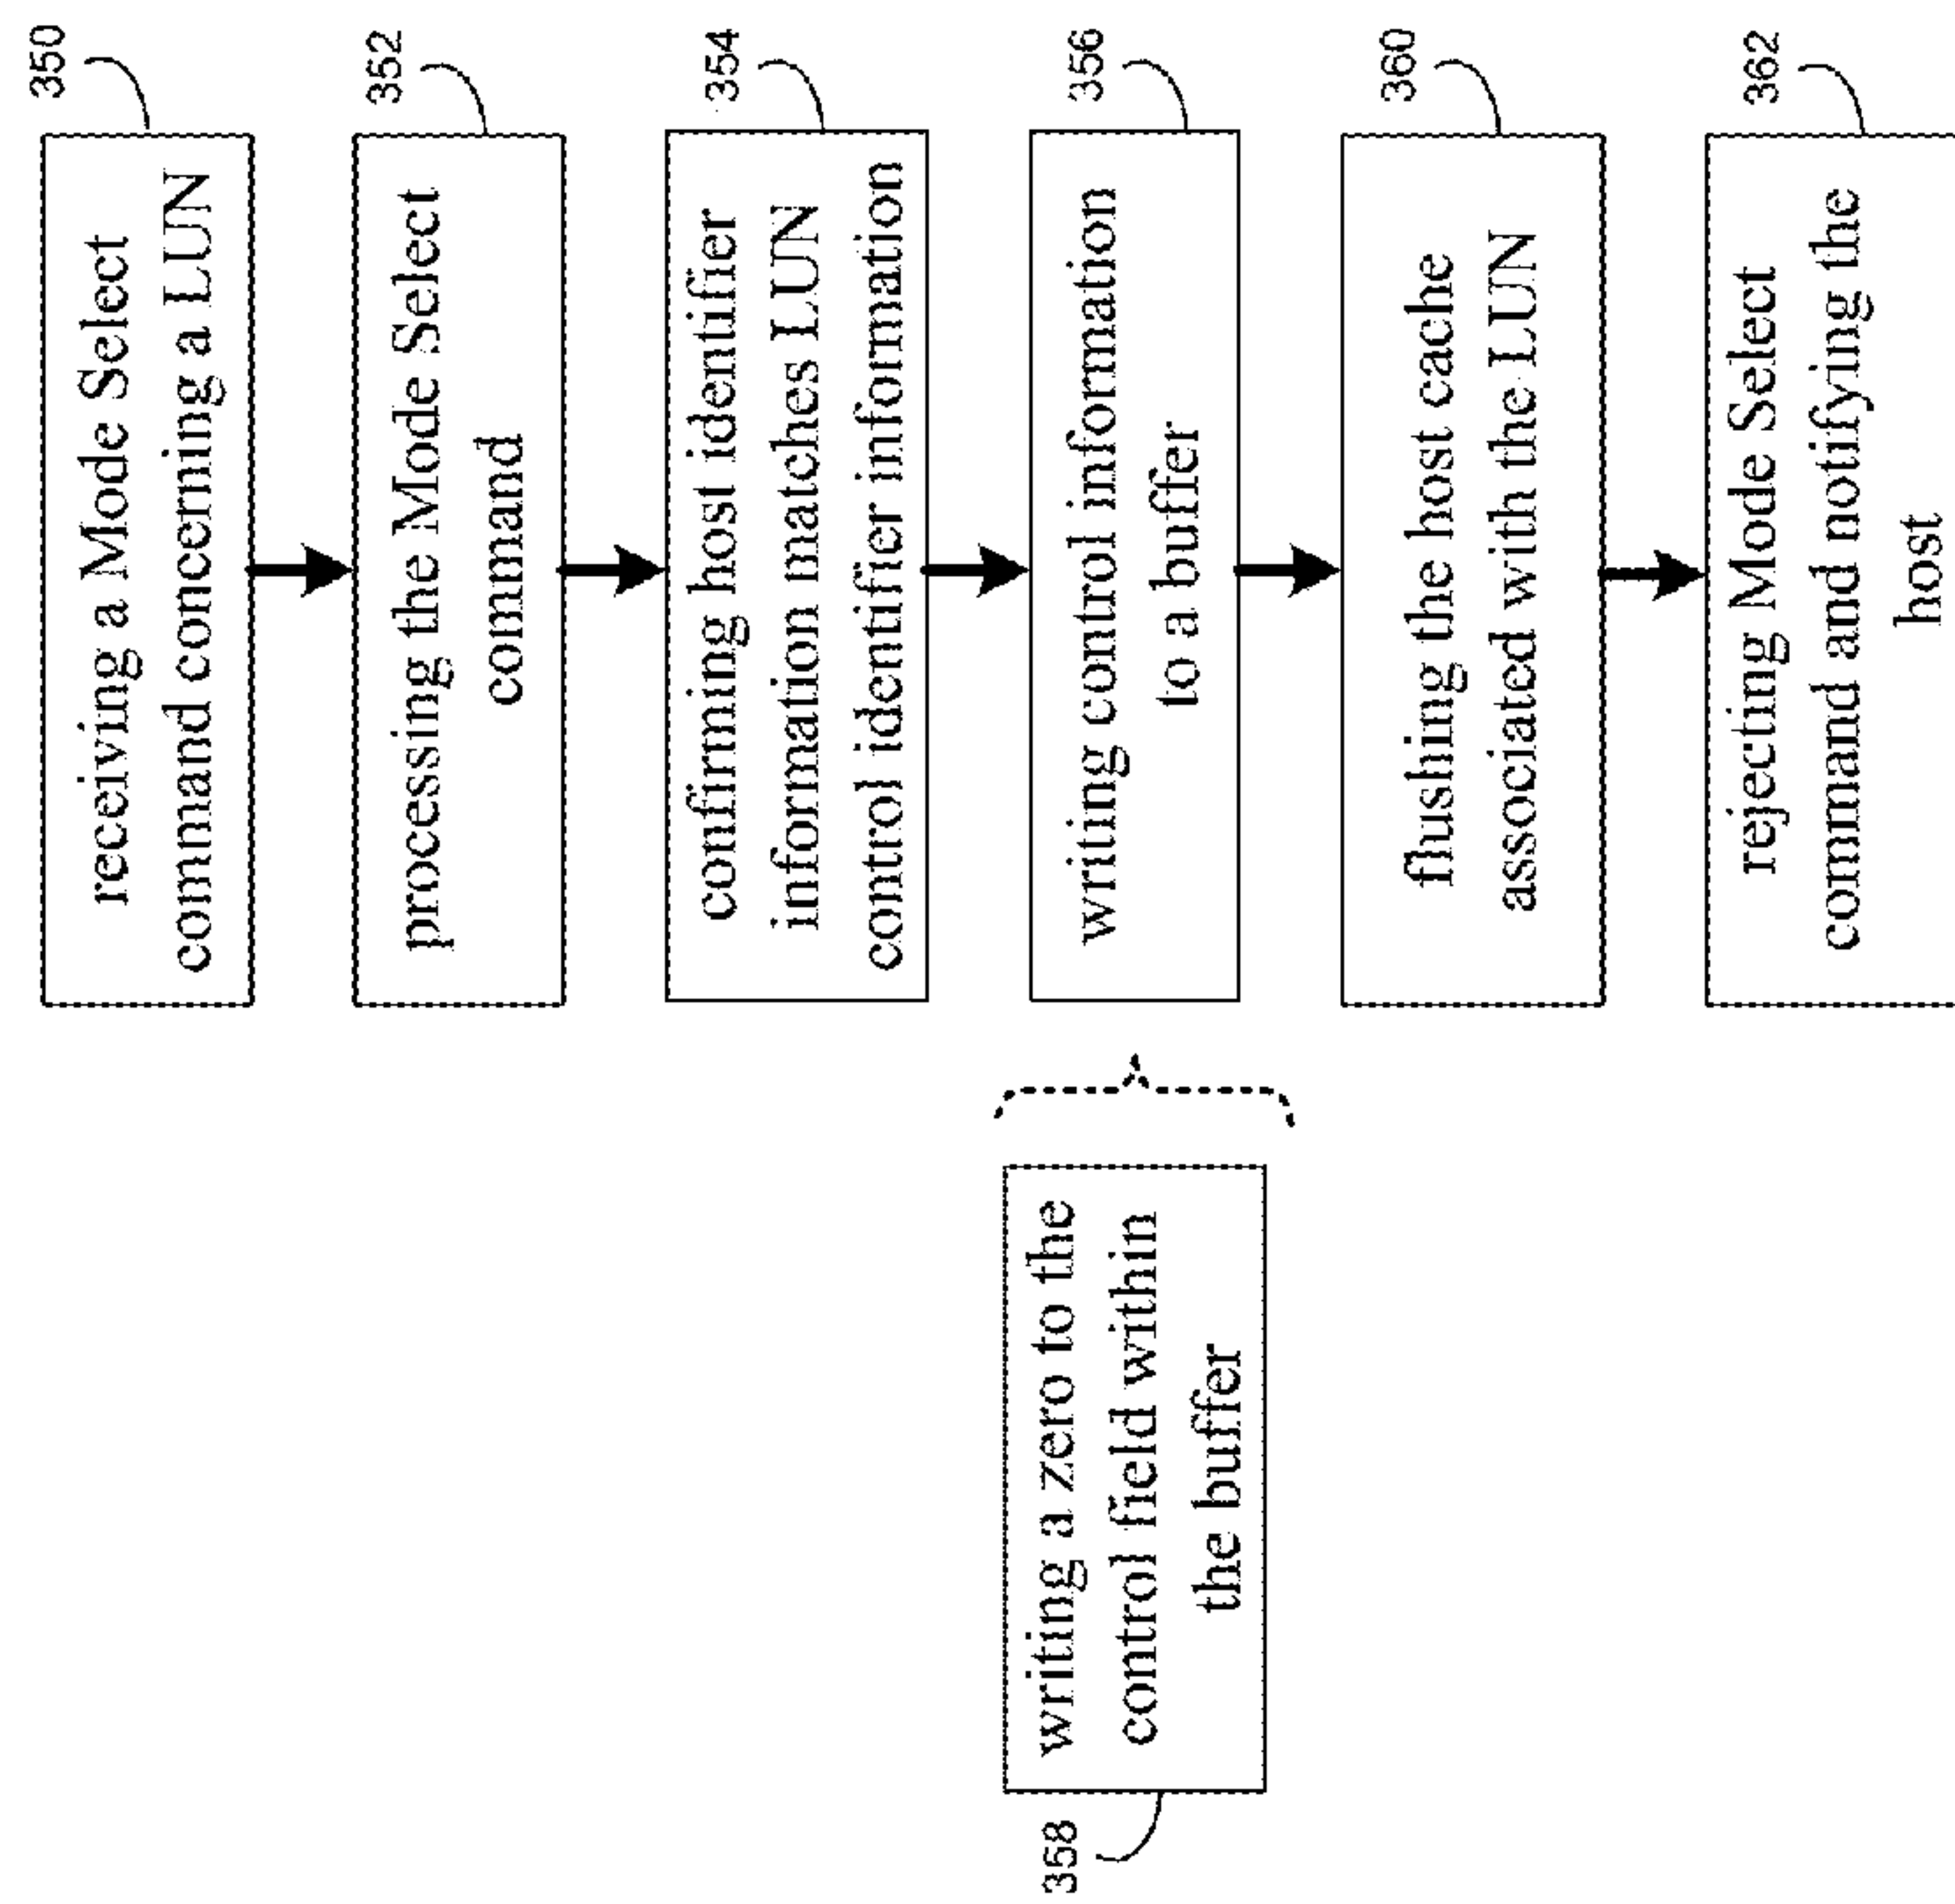 350
receiving a Mode Select
command concerning a LUN
352
processing the Mode Select
command
354
confirming host identifier
information matches LUN
control identifier information
356
writing control information
to a buffer
358
writing a zero to the
control field within
the buffer
360
flushing the host cache
associated with the LUN
362
rejecting Mode Select
command and notifying the
host